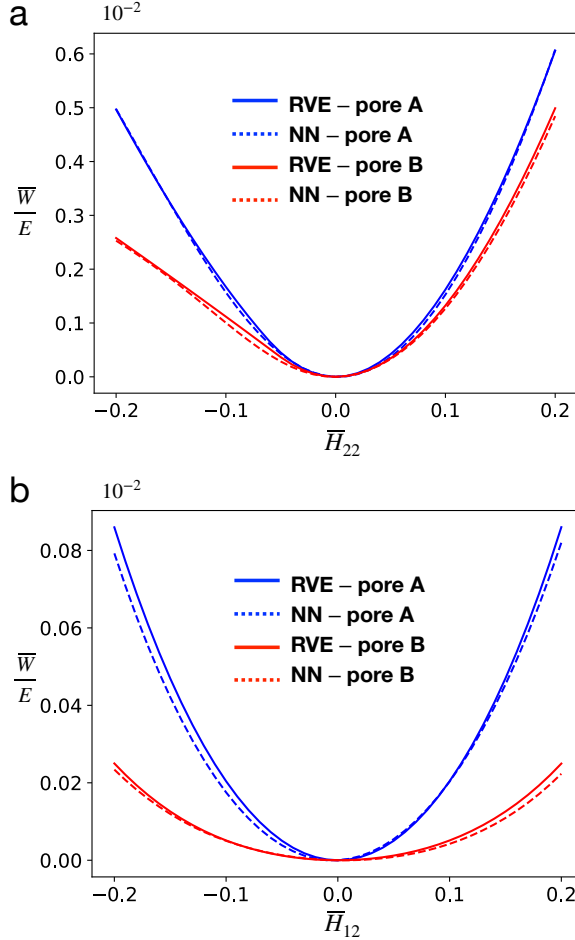 a
10⁻²
0.6
0.5
0.4
0.3
0.2
0.1
0.0
W̅
E
RVE – pore A
NN – pore A
RVE – pore B
NN – pore B
−0.2 −0.1 0.0 0.1 0.2
H̅₂₂
b
10⁻²
0.08
0.06
0.04
0.02
0.00
W̅
E
RVE – pore A
NN – pore A
RVE – pore B
NN – pore B
−0.2 −0.1 0.0 0.1 0.2
H̅₁₂